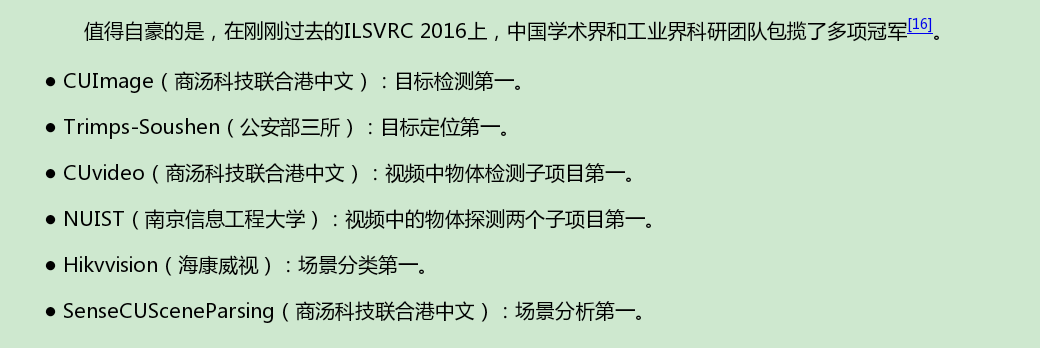 值得自豪的是，在刚刚过去的ILSVRC 2016上，中国学术界和工业界科研团队包揽了多项冠军[16]。
● CUImage（商汤科技联合港中文）：目标检测第一。
● Trimps-Soushen（公安部三所）：目标定位第一。
● CUvideo（商汤科技联合港中文）：视频中物体检测子项目第一。
● NUIST（南京信息工程大学）：视频中的物体探测两个子项目第一。
● Hikvvision（海康威视）：场景分类第一。
● SenseCUSceneParsing（商汤科技联合港中文）：场景分析第一。